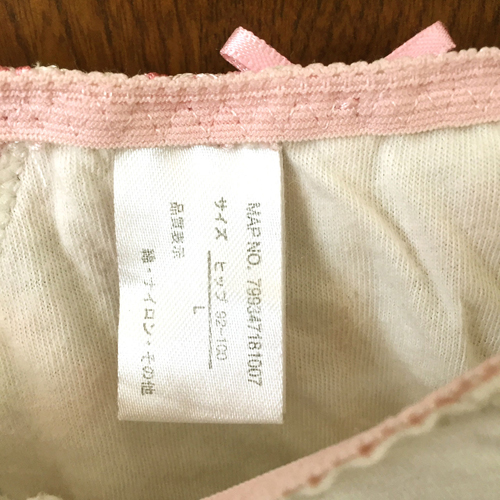 MAP NO. 799347181007
サイズ ヒップ 92~100
L
品質表示
綿・ナイロン・その他